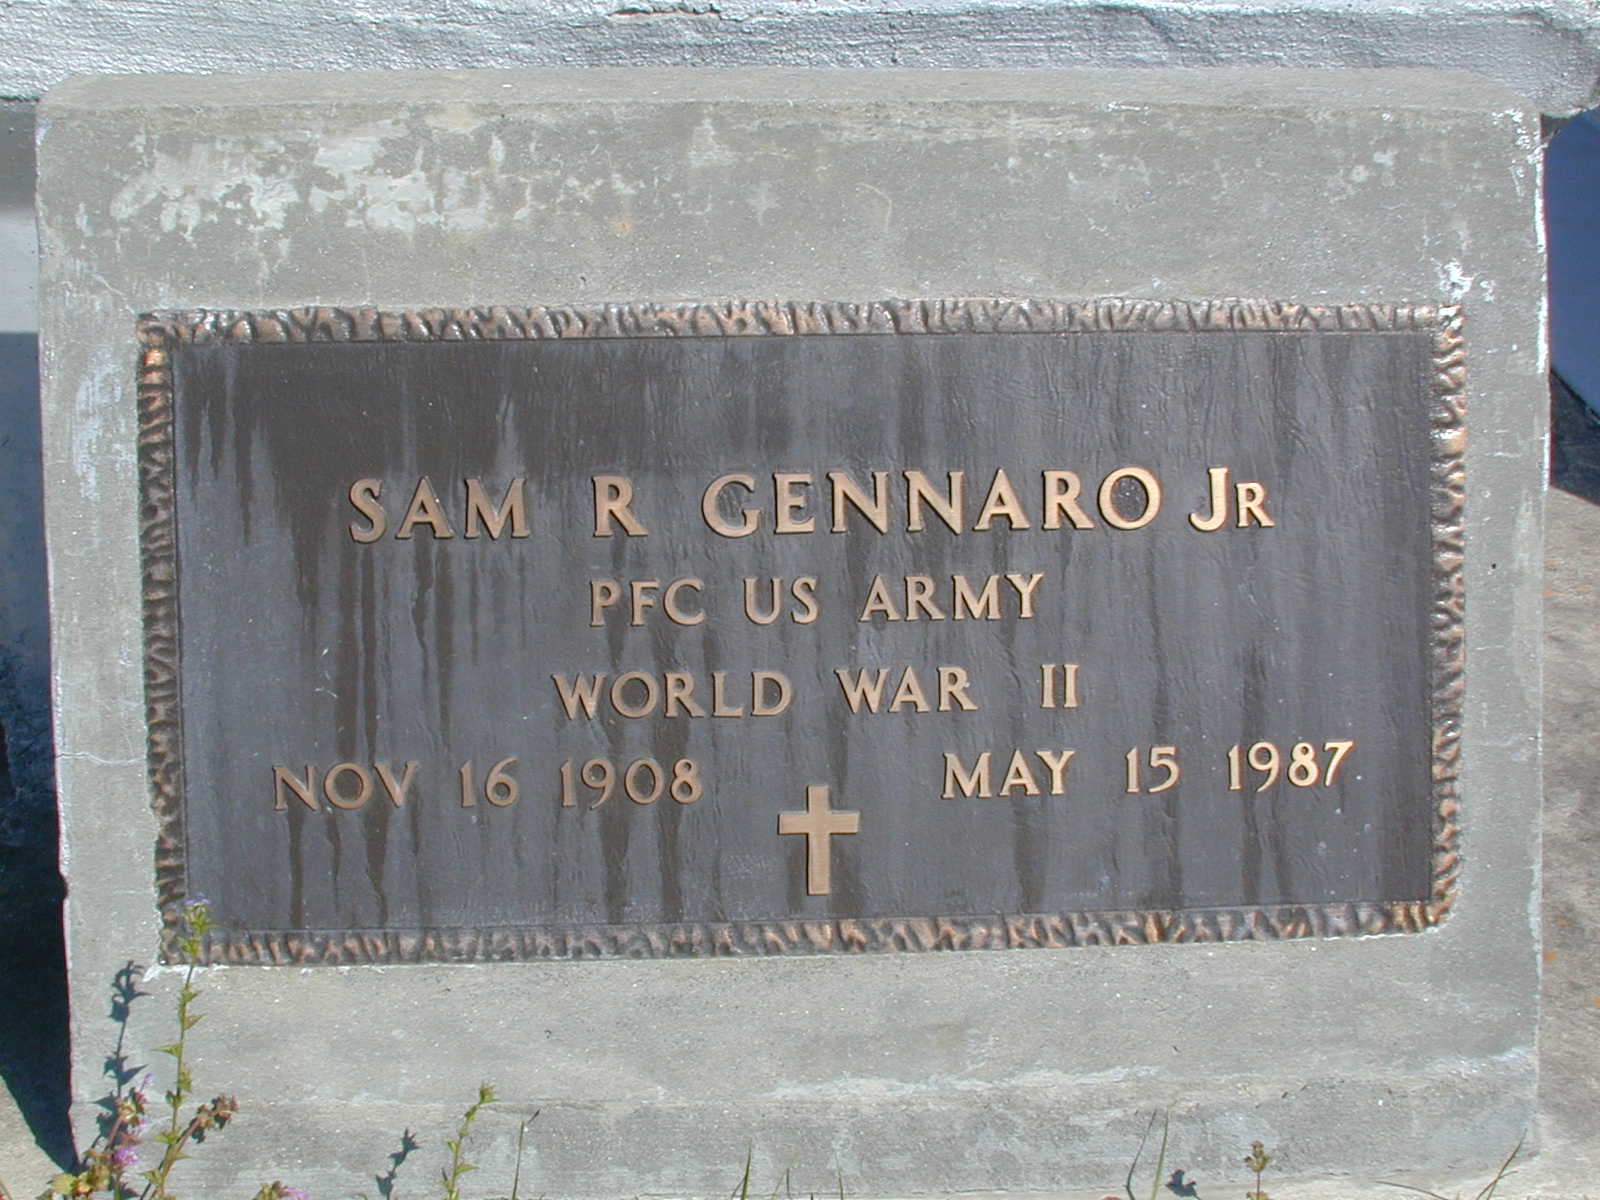 SAM R GENNARO JR
PFC US ARMY
WORLD WAR II
NOV 16 1908 MAY 15 1987